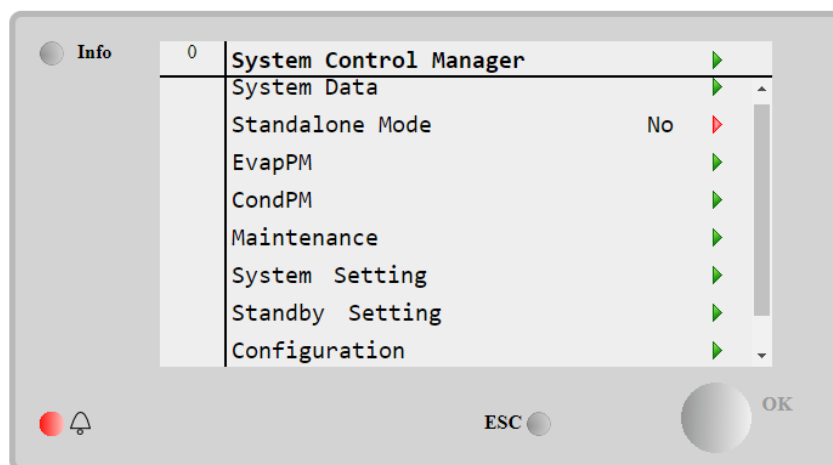 Info
0 System Control Manager
System Data
Standalone Mode No
EvapPM
CondPM
Maintenance
System Setting
Standby Setting
Configuration
ESC
OK